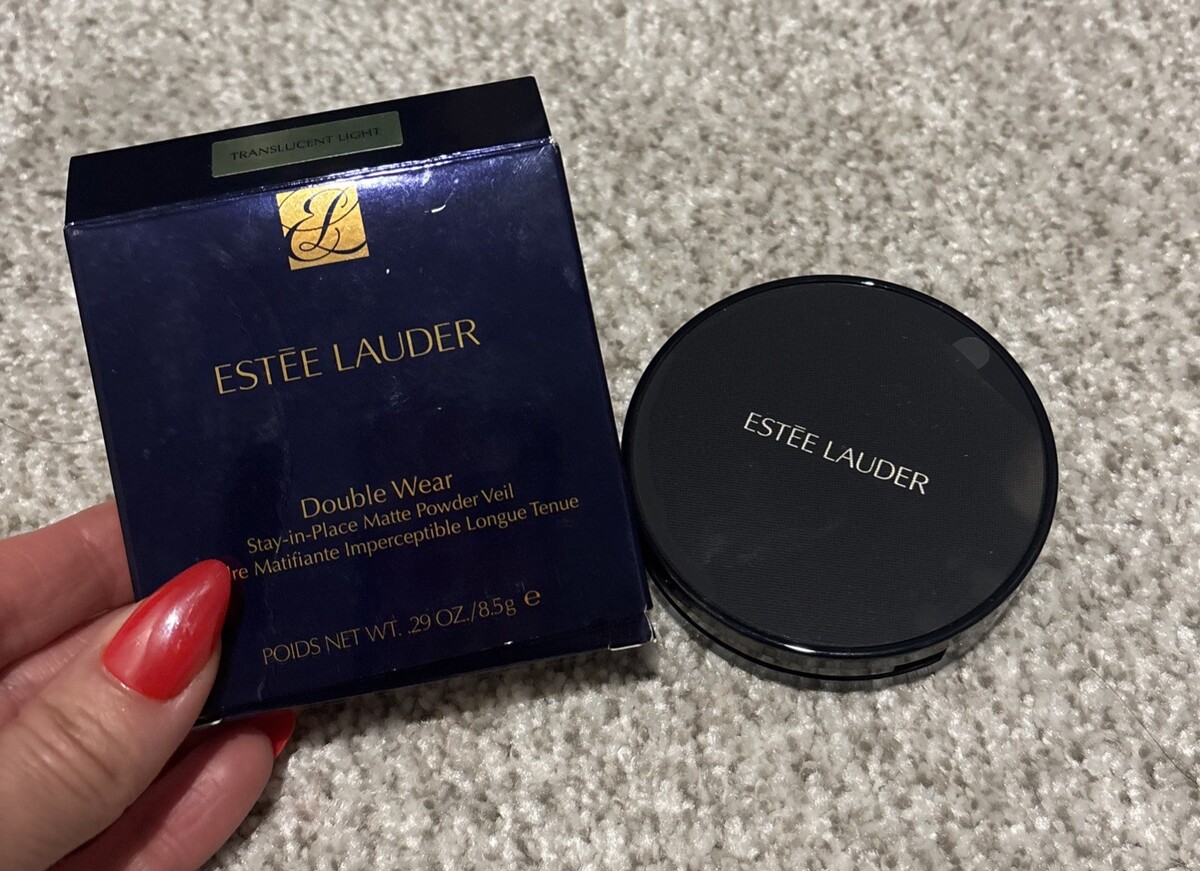 TRANSLUCENT LIGHT
ESTĒE LAUDER
Double Wear
Stay-in-Place Matte Powder Veil
Matifiante Imperceptible Longue Tenue
POIDS NET WT. .29 OZ./8.5g ℮
ESTĒE LAUDER